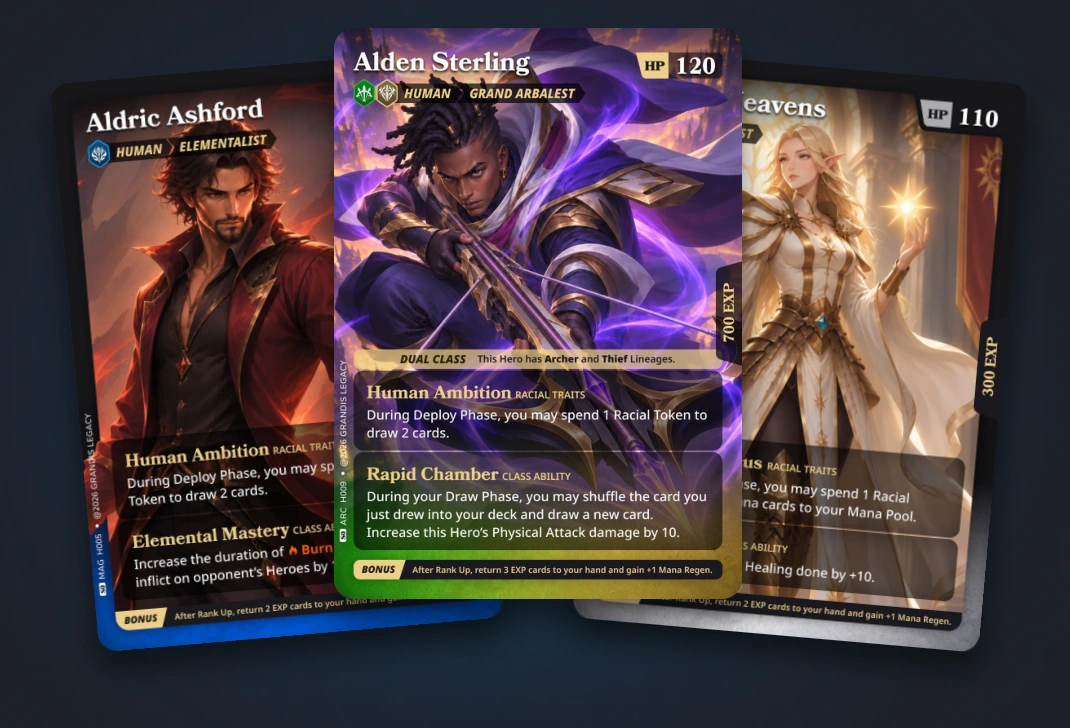 Aldric Ashford
HUMAN ELEMENTALIST
Human Ambition RACIAL
During Deploy Phase, you may
Token to draw 2 cards.
Elemental Mastery CLASS
Increase the duration of Burn
inflict on opponent's Heroes by
BONUS After Rank Up, return 2 EXP cards to your hand and
MAG H005 • @2026 GRANDIS LEGACY
Alden Sterling
HP 120
HUMAN GRAND ARBALEST
700 EXP
DUAL CLASS This Hero has Archer and Thief Lineages.
Human Ambition RACIAL TRAITS
During Deploy Phase, you may spend 1 Racial Token to
draw 2 cards.
Rapid Chamber CLASS ABILITY
During your Draw Phase, you may shuffle the card you
just drew into your deck and draw a new card.
Increase this Hero's Physical Attack damage by 10.
BONUS After Rank Up, return 3 EXP cards to your hand and gain +1 Mana Regen.
ARC H009 • @2026 GRANDIS LEGACY
eavens
HP 110
300 EXP
RACIAL TRAITS
you may spend 1 Racial
cards to your Mana Pool.
ABILITY
Healing done by +10.
Rank Up, return 2 EXP cards to your hand and gain +1 Mana Regen.